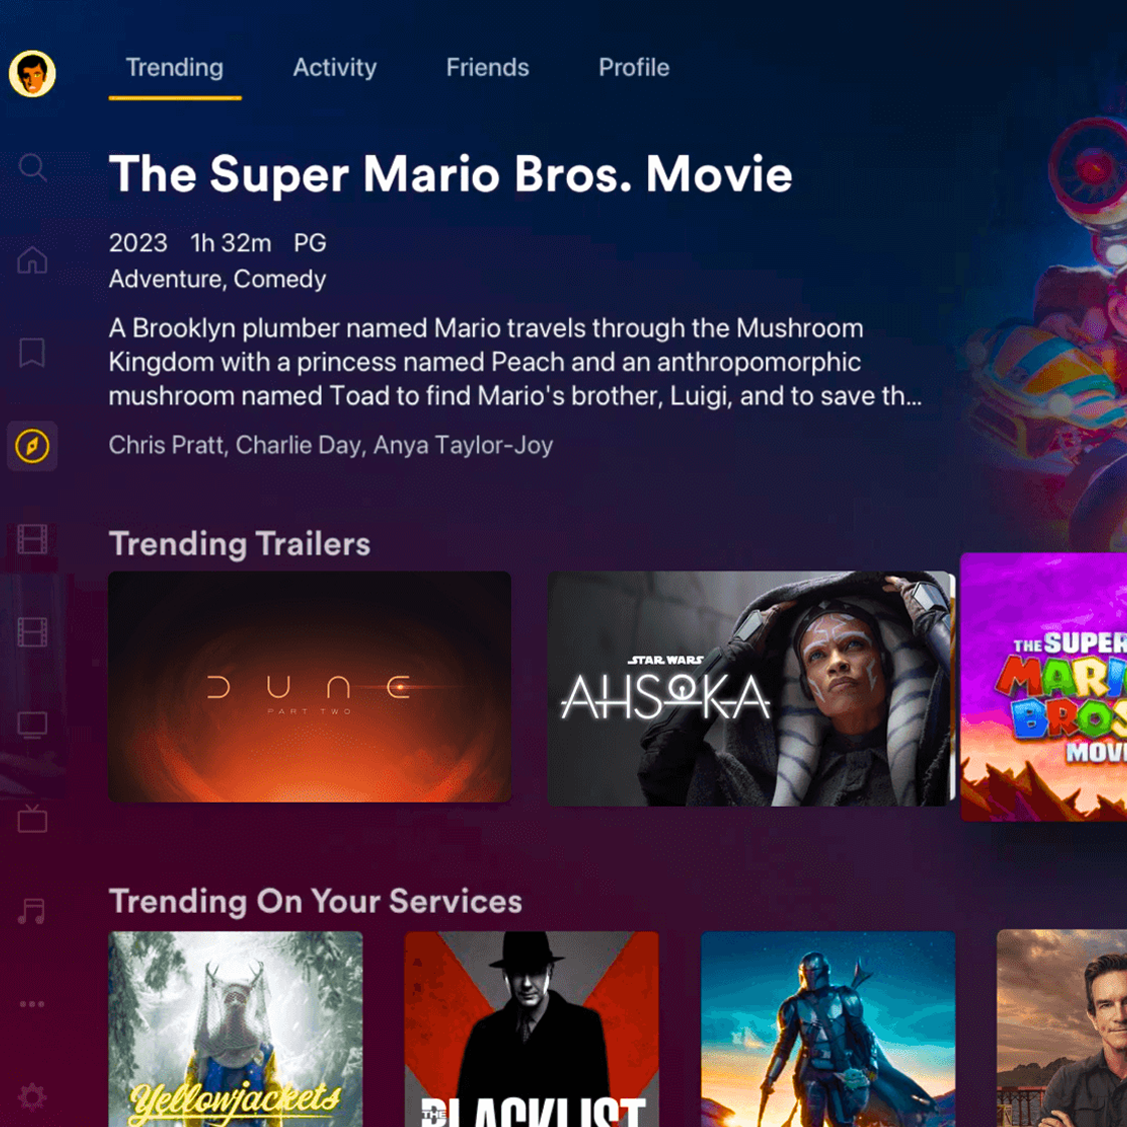 Trending Activity Friends Profile
The Super Mario Bros. Movie
2023 1h 32m PG
Adventure, Comedy
A Brooklyn plumber named Mario travels through the Mushroom
Kingdom with a princess named Peach and an anthropomorphic
mushroom named Toad to find Mario's brother, Luigi, and to save th...
Chris Pratt, Charlie Day, Anya Taylor-Joy
Trending Trailers
DUNE
PART TWO
STAR WARS
AHSOKA
THE SUPER
MARI
BROS
MOVI
Trending On Your Services
Yellowjackets
THE BLACKLIST